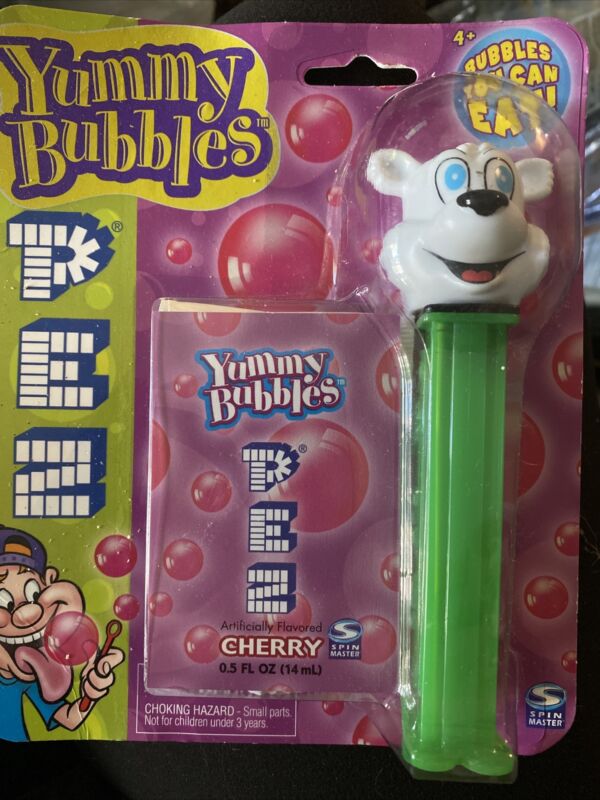 Yummy
Bubbles™
PEZ®
4+
BUBBLES
CAN
EAT!
Yummy
Bubbles™
PEZ®
Artificially Flavored
CHERRY
0.5 FL OZ (14 mL)
SPIN
MASTER
CHOKING HAZARD - Small parts.
Not for children under 3 years.
SPIN
MASTER